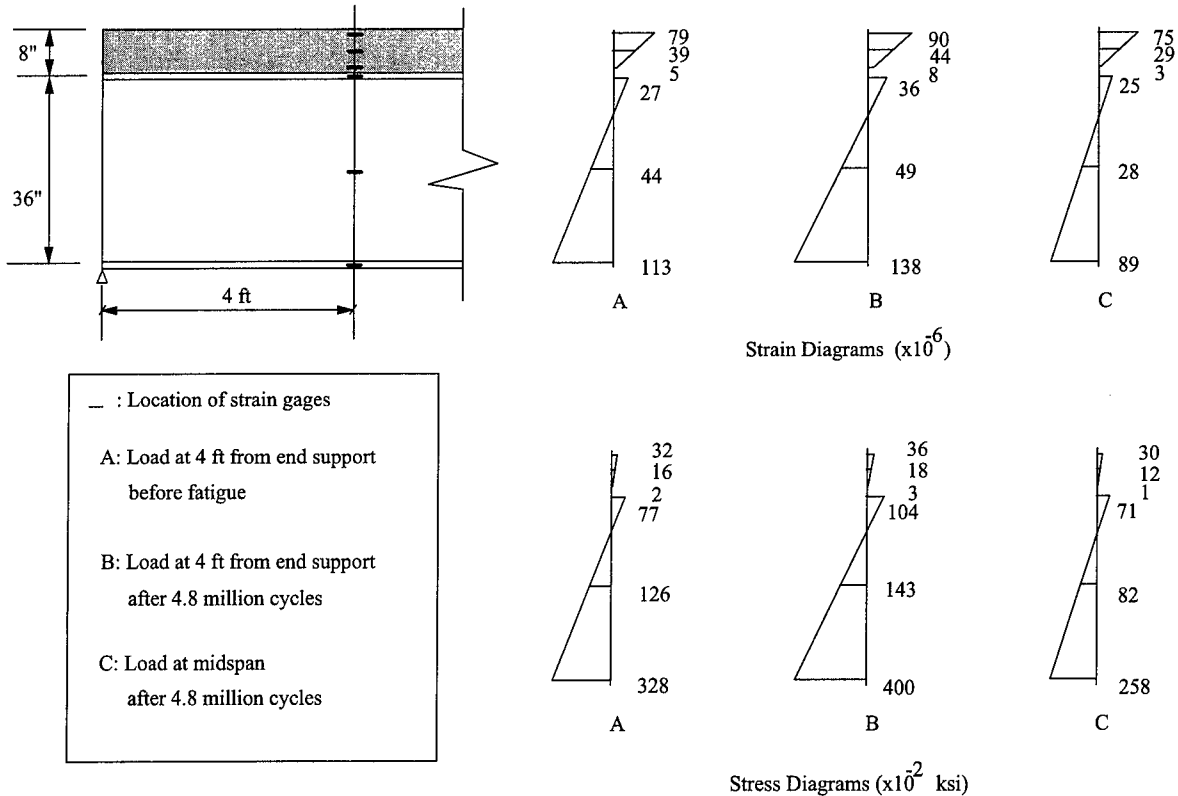 8"
36"
4 ft
79
39
5
27
44
113
A
90
44
8
36
49
138
B
75
29
3
25
28
89
C
Strain Diagrams (x10-6)
_ : Location of strain gages
A: Load at 4 ft from end support
before fatigue
B: Load at 4 ft from end support
after 4.8 million cycles
C: Load at midspan
after 4.8 million cycles
32
16
2
77
126
328
A
36
18
3
104
143
400
B
30
12
1
71
82
258
C
Stress Diagrams (x10-2 ksi)